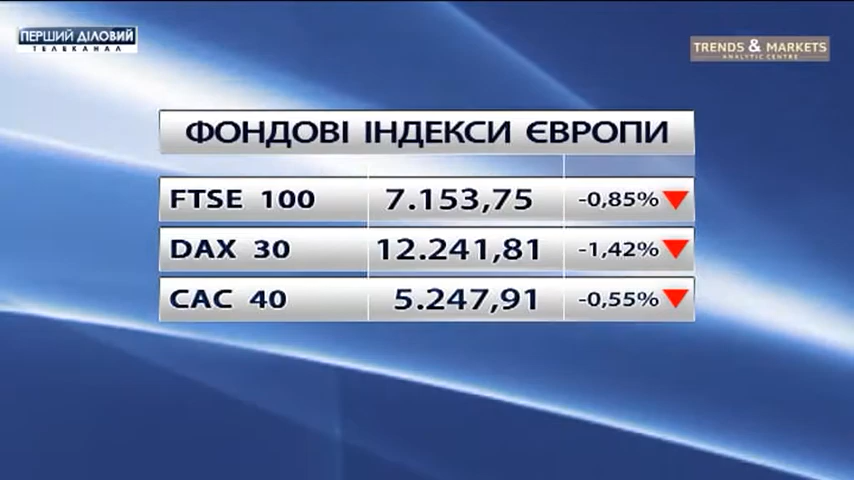 ПЕРШИЙ ДІЛОВИЙ
ТЕЛЕКАНАЛ
TRENDS & MARKETS
ANALYTIC CENTRE
ФОНДОВІ ІНДЕКСИ ЄВРОПИ
FTSE 100 7.153,75 -0,85%
DAX 30 12.241,81 -1,42%
CAC 40 5.247,91 -0,55%